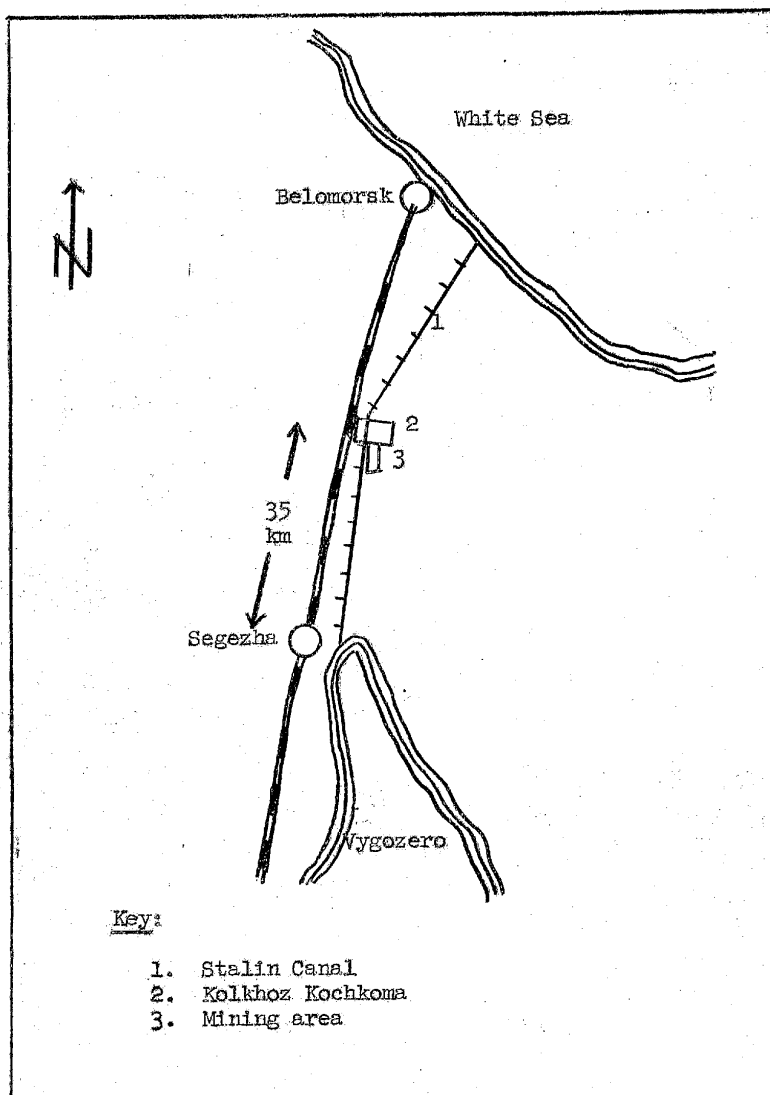 White Sea
Belomorsk
N
1
2
3
35
km
Segezha
Vygozero
Key:
1. Stalin Canal
2. Kolkhoz Kochkoma
3. Mining area